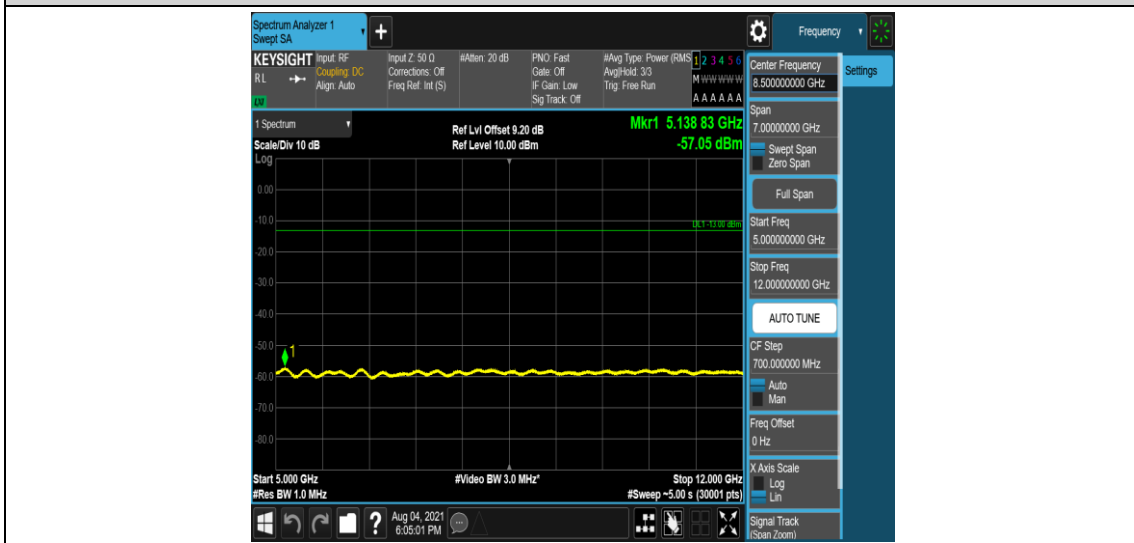 Spectrum Analyzer 1
Swept SA
+
Frequency
KEYSIGHT
RL
LXI
Input: RF
Coupling: DC
Align: Auto
Input Z: 50 Ω
Corrections: Off
Freq Ref: Int (S)
#Atten: 20 dB
PNO: Fast
Gate: Off
IF Gain: Low
Sig Track: Off
#Avg Type: Power (RMS
Avg|Hold: 3/3
Trig: Free Run
1 2 3 4 5 6
M W W W W W
A A A A A A
Center Frequency
8.500000000 GHz
Settings
1 Spectrum
Scale/Div 10 dB
Ref Lvl Offset 9.20 dB
Ref Level 10.00 dBm
Mkr1 5.138 83 GHz
-57.05 dBm
Span
7.00000000 GHz
Swept Span
Zero Span
Full Span
Log
0.00
-10.0
DL1 -13.00 dBm
-20.0
-30.0
-40.0
-50.0
1
-60.0
-70.0
-80.0
Start Freq
5.000000000 GHz
Stop Freq
12.000000000 GHz
AUTO TUNE
CF Step
700.000000 MHz
Auto
Man
Freq Offset
0 Hz
X Axis Scale
Log
Lin
Signal Track
(Span Zoom)
Start 5.000 GHz
#Video BW 3.0 MHz*
Stop 12.000 GHz
#Res BW 1.0 MHz
#Sweep ~5.00 s (30001 pts)
?
Aug 04, 2021
6:05:01 PM